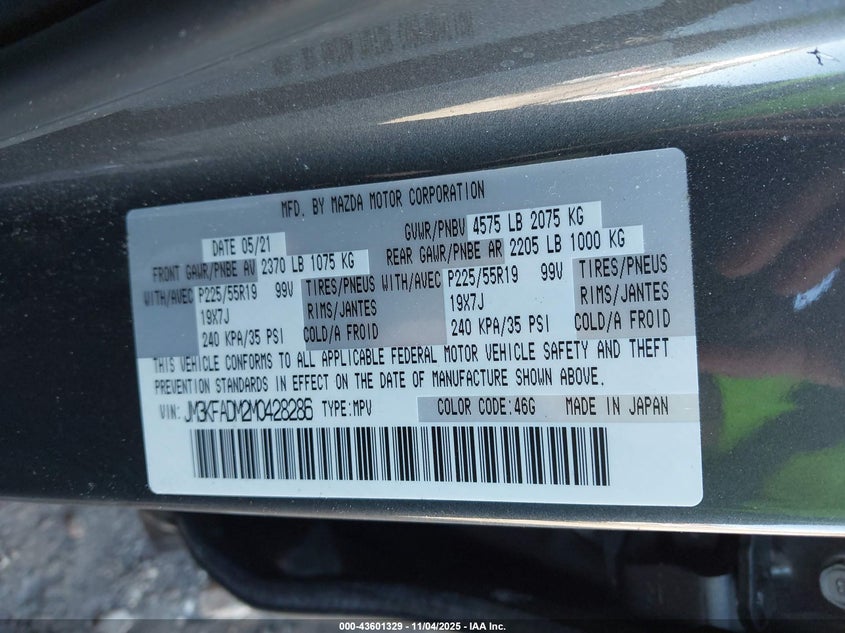 MFD. BY MAZDA MOTOR CORPORATION
DATE 05/21 GVWR/PNBV 4575 LB 2075 KG
FRONT GAWR/PNBE AV 2370 LB 1075 KG REAR GAWR/PNBE AR 2205 LB 1000 KG
WITH/AVEC P225/55R19 99V TIRES/PNEUS WITH/AVEC P225/55R19 99V TIRES/PNEUS
19X7J RIMS/JANTES 19X7J RIMS/JANTES
240 KPA/35 PSI COLD/A FROID 240 KPA/35 PSI COLD/A FROID
THIS VEHICLE CONFORMS TO ALL APPLICABLE FEDERAL MOTOR VEHICLE SAFETY AND THEFT
PREVENTION STANDARDS IN EFFECT ON THE DATE OF MANUFACTURE SHOWN ABOVE.
VIN: JM3KFADM2M0428286 TYPE:MPV COLOR CODE:46G MADE IN JAPAN
000-43601329 - 11/04/2025 - IAA Inc.